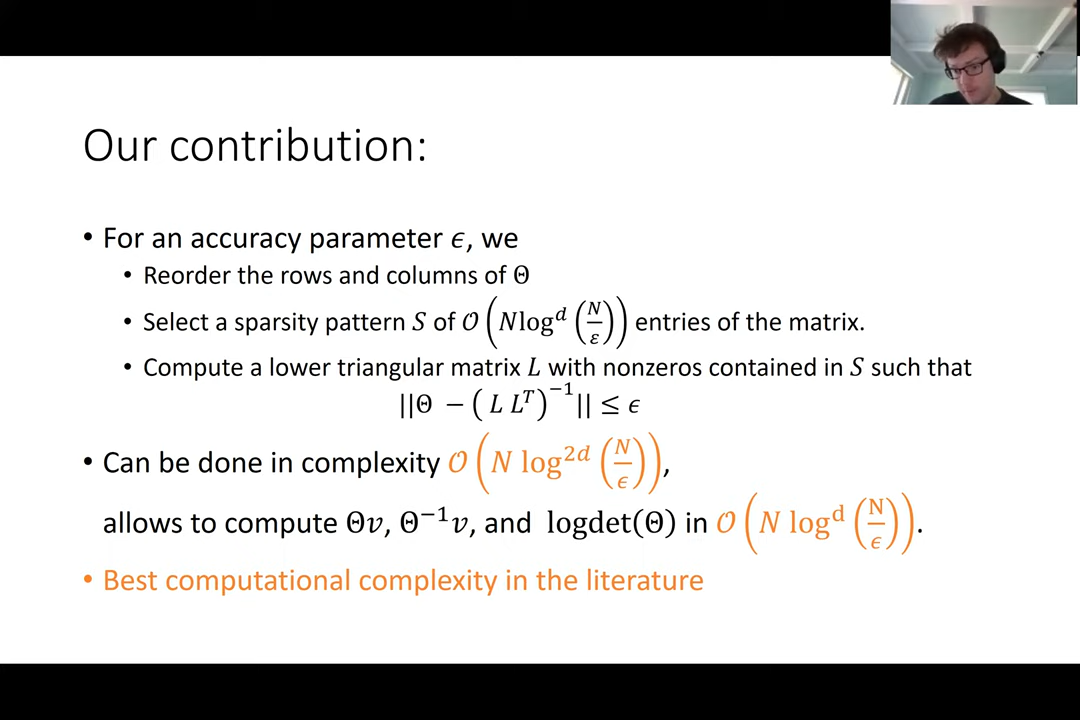 Our contribution:
• For an accuracy parameter ϵ, we
• Reorder the rows and columns of Θ
• Select a sparsity pattern S of 𝒪(Nlog^d(N/ε)) entries of the matrix.
• Compute a lower triangular matrix L with nonzeros contained in S such that
||Θ − (L L^T)^−1|| ≤ ϵ
• Can be done in complexity 𝒪(N log^2d(N/ϵ)),
allows to compute Θv, Θ^−1v, and logdet(Θ) in 𝒪(N log^d(N/ϵ)).
• Best computational complexity in the literature